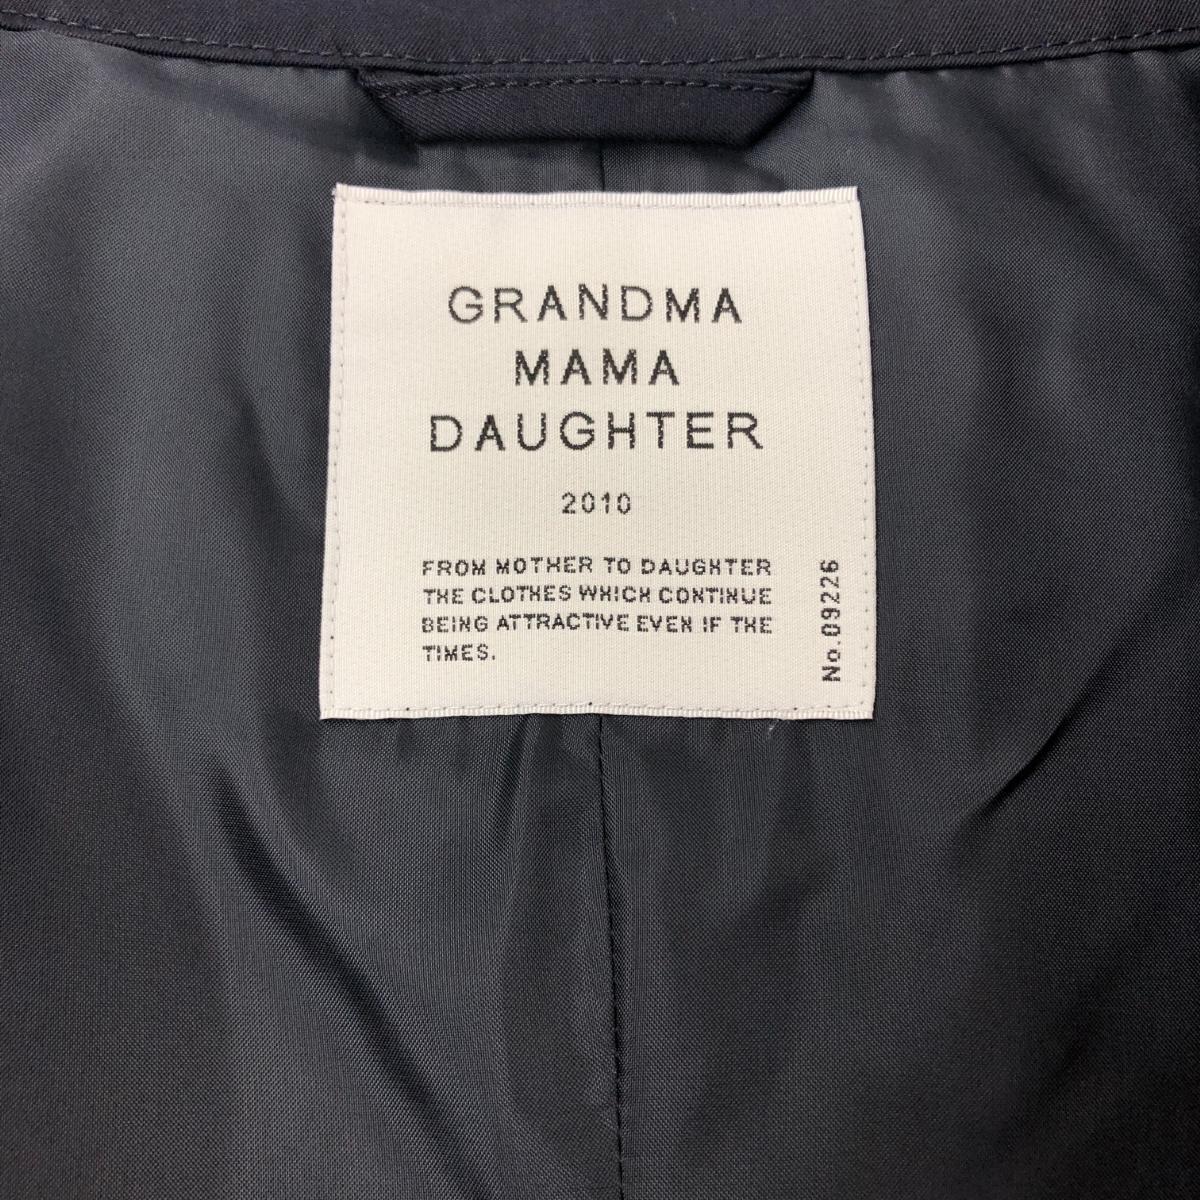 GRANDMA
MAMA
DAUGHTER
2010
FROM MOTHER TO DAUGHTER
THE CLOTHES WHICH CONTINUE
BEING ATTRACTIVE EVEN IF THE
TIMES.
No.09226